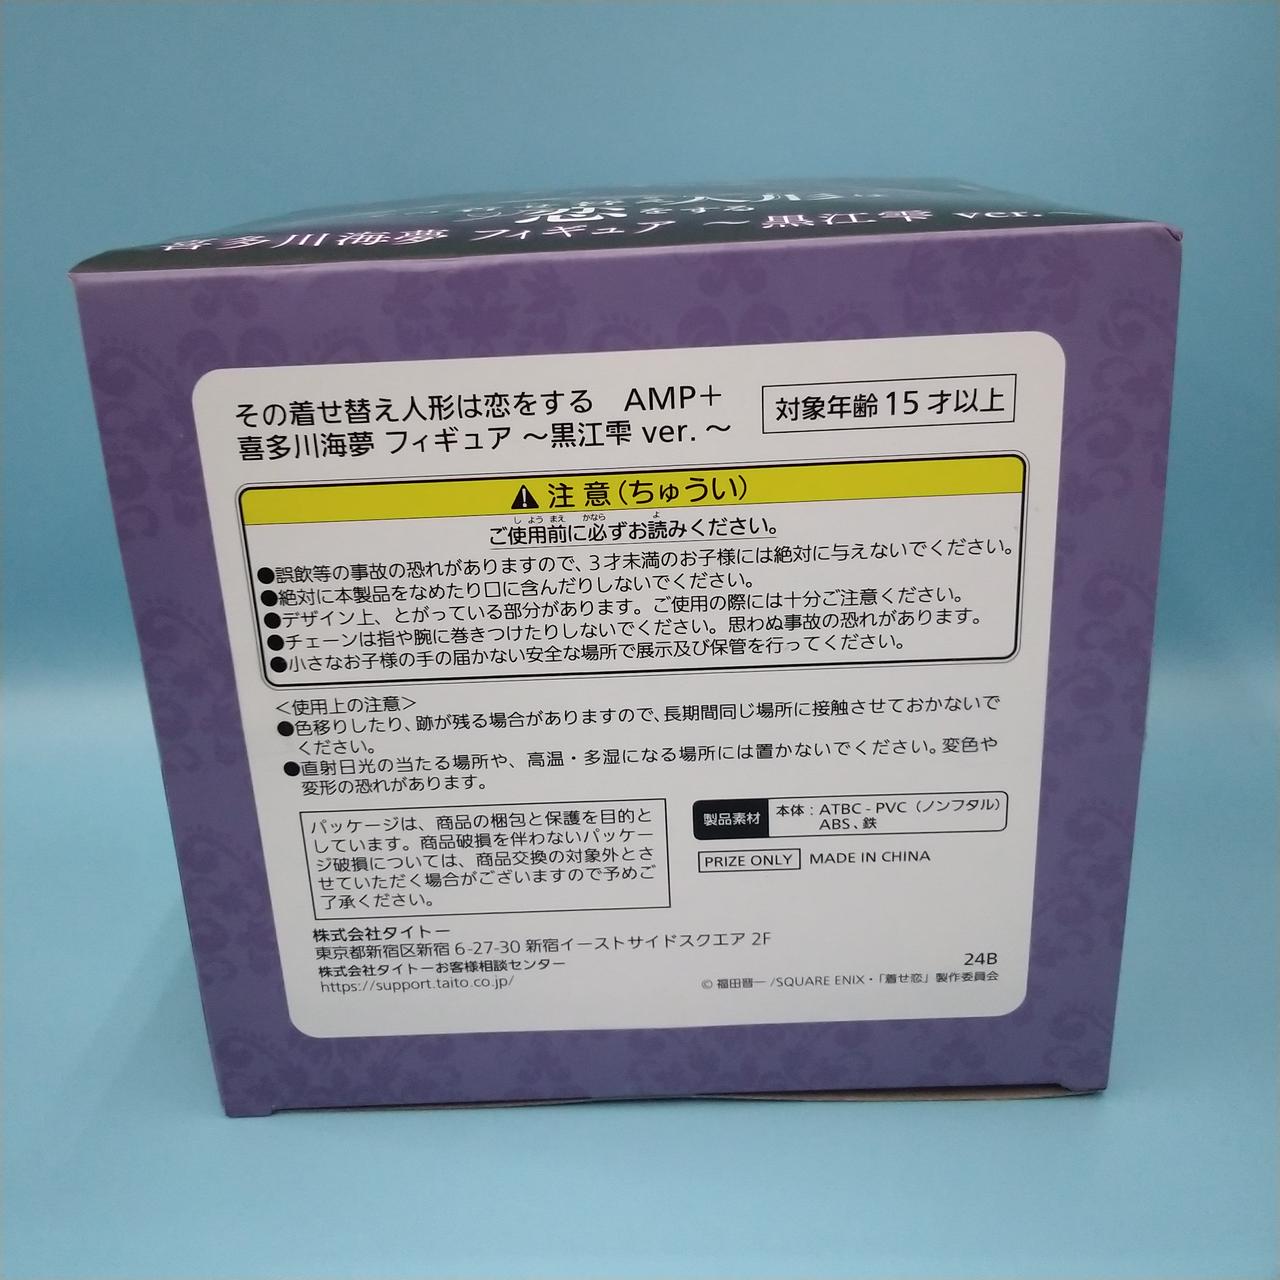 恋をする
喜多川海夢 フィギュア ～黒江雫 ver.～
その着せ替え人形は恋をする AMP＋
喜多川海夢 フィギュア ～黒江雫 ver.～
対象年齢15才以上
注意(ちゅうい)
ご使用前に必ずお読みください。
●誤飲等の事故の恐れがありますので、3才未満のお子様には絶対に与えないでください。
●絶対に本製品をなめたり口に含んだりしないでください。
●デザイン上、とがっている部分があります。ご使用の際には十分ご注意ください。
●チェーンは指や腕に巻きつけたりしないでください。思わぬ事故の恐れがあります。
●小さなお子様の手の届かない安全な場所で展示及び保管を行ってください。
＜使用上の注意＞
●色移りしたり、跡が残る場合がありますので、長期間同じ場所に接触させておかないで
ください。
●直射日光の当たる場所や、高温・多湿になる場所には置かないでください。変色や
変形の恐れがあります。
パッケージは、商品の梱包と保護を目的と
しています。商品破損を伴わないパッケー
ジ破損については、商品交換の対象外とさ
せていただく場合がございますので予めご
了承ください。
製品素材 本体：ATBC-PVC（ノンフタル）
ABS、鉄
PRIZE ONLY MADE IN CHINA
株式会社タイトー
東京都新宿区新宿 6-27-30 新宿イーストサイドスクエア 2F
株式会社タイトーお客様相談センター
https://support.taito.co.jp/
24B
© 福田晋一/SQUARE ENIX・「着せ恋」製作委員会